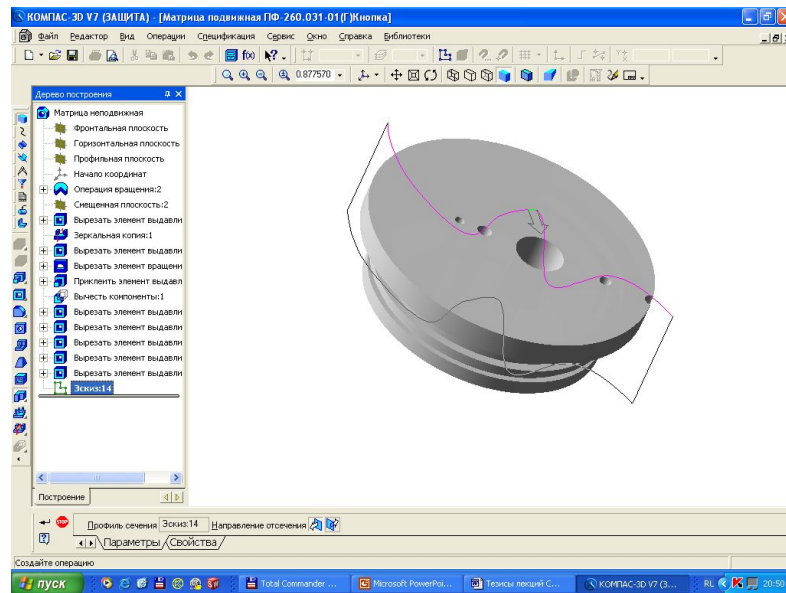 КОМПАС-3D V7 (ЗАЩИТА) - [Матрица подвижная ПФ-260.031-01(Г)Кнопка]
Файл Редактор Вид Операции Спецификация Сервис Окно Справка Библиотеки
f(x)
0.877570
Дерево построения
Матрица неподвижная
Фронтальная плоскость
Горизонтальная плоскость
Профильная плоскость
Начало координат
Операция вращения:2
Смещенная плоскость:2
Вырезать элемент выдавли
Зеркальная копия:1
Вырезать элемент выдавли
Вырезать элемент вращени
Приклеить элемент выдавл
Вычесть компоненты:1
Вырезать элемент выдавли
Вырезать элемент выдавли
Вырезать элемент выдавли
Вырезать элемент выдавли
Вырезать элемент выдавли
Эскиз:14
Построение
STOP Профиль сечения Эскиз:14 Направление отсечения
Параметры Свойства
Создайте операцию
пуск Total Commander ... Microsoft PowerPoi... Тезисы лекций С... КОМПАС-3D V7 (З... RL 20:50